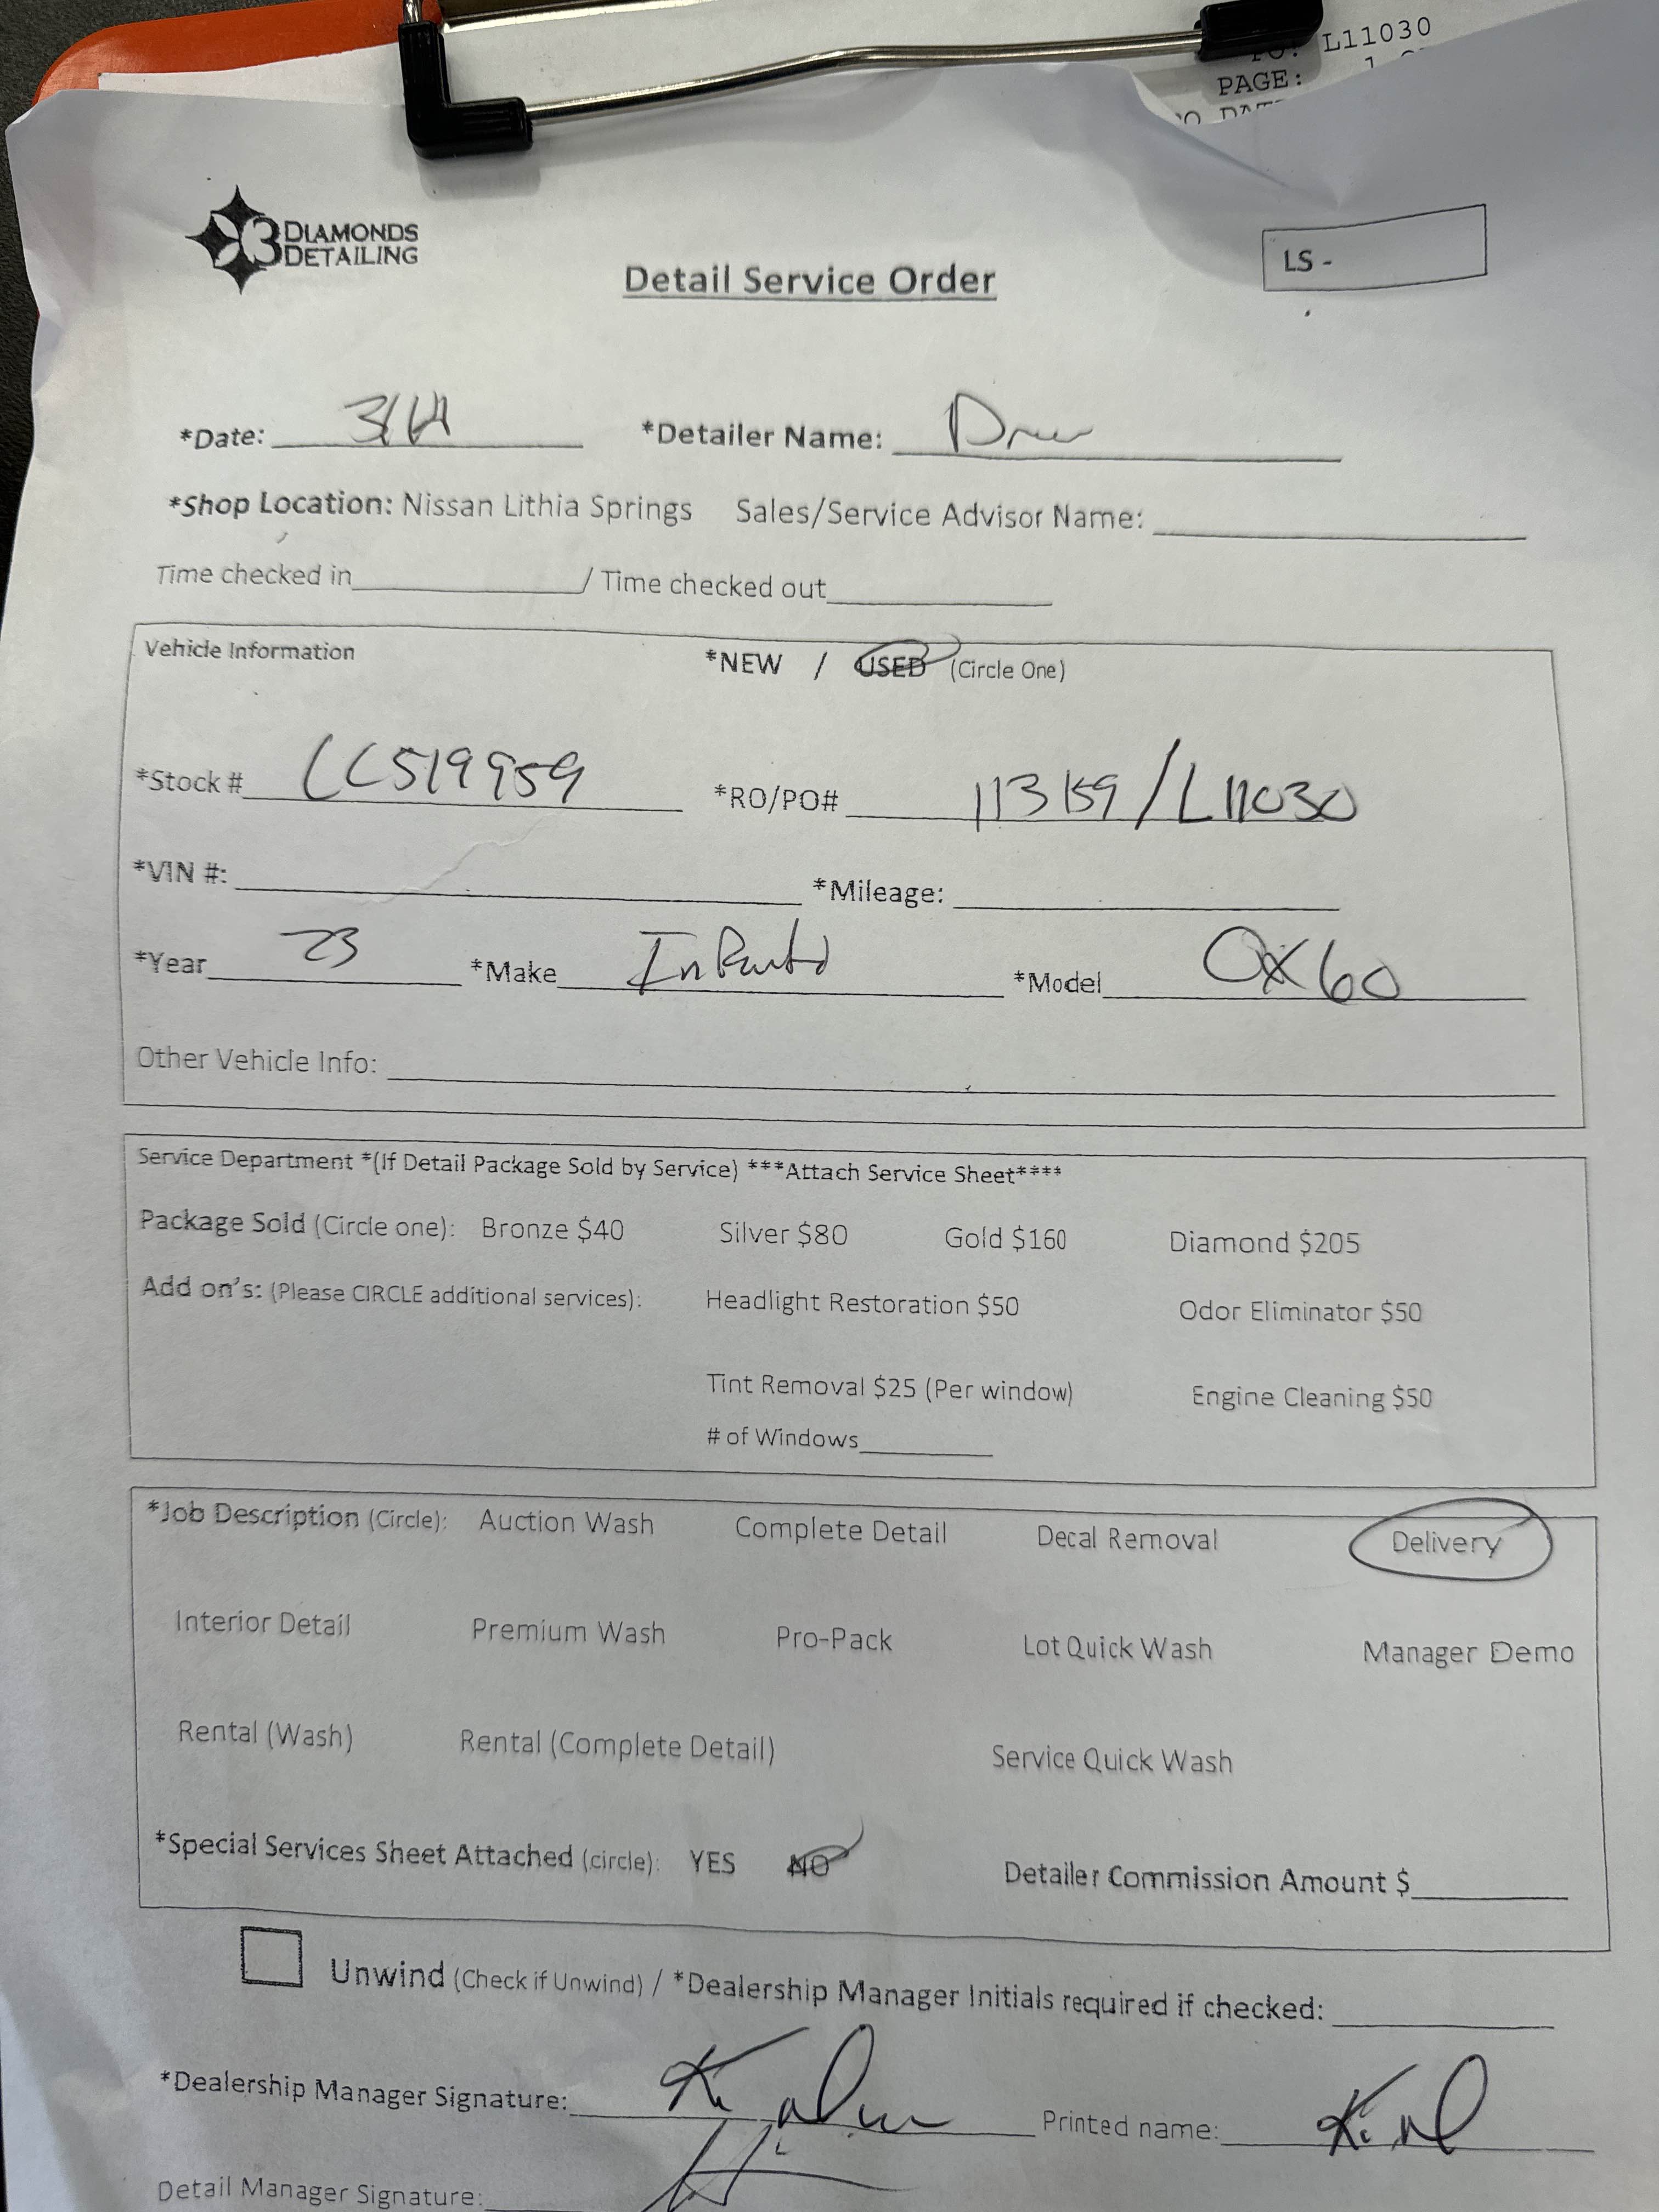 PO: L11030
PAGE: 1
3 DIAMONDS DETAILING
LS -
Detail Service Order
*Date: 3/14 *Detailer Name: Drew
*Shop Location: Nissan Lithia Springs Sales/Service Advisor Name:
Time checked in / Time checked out
Vehicle Information *NEW / USED (Circle One)
*Stock # LC519959 *RO/PO# 113159/L11030
*VIN #: *Mileage:
*Year 23 *Make *Model QX60
Other Vehicle Info:
Service Department *(If Detail Package Sold by Service) ***Attach Service Sheet****
Package Sold (Circle one): Bronze $40 Silver $80 Gold $160 Diamond $205
Add on's: (Please CIRCLE additional services): Headlight Restoration $50 Odor Eliminator $50
Tint Removal $25 (Per window) Engine Cleaning $50
# of Windows
*Job Description (Circle): Auction Wash Complete Detail Decal Removal Delivery
Interior Detail Premium Wash Pro-Pack Lot Quick Wash Manager Demo
Rental (Wash) Rental (Complete Detail) Service Quick Wash
*Special Services Sheet Attached (circle): YES NO Detailer Commission Amount $
Unwind (Check if Unwind) / *Dealership Manager Initials required if checked:
*Dealership Manager Signature: Printed name:
Detail Manager Signature: